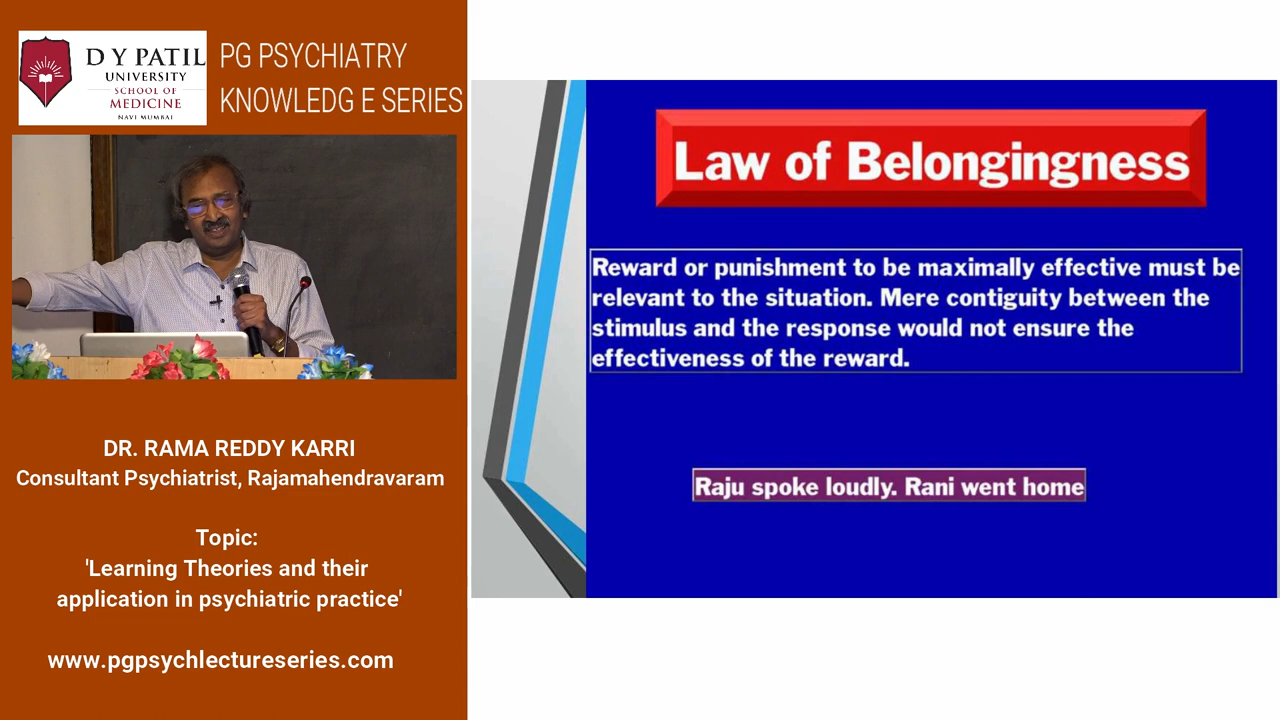 D Y PATIL
UNIVERSITY
SCHOOL OF
MEDICINE
NAVI MUMBAI
PG PSYCHIATRY
KNOWLEDG E SERIES
DR. RAMA REDDY KARRI
Consultant Psychiatrist, Rajamahendravaram
Topic:
'Learning Theories and their
application in psychiatric practice'
www.pgpsychlectureseries.com
Law of Belongingness
Reward or punishment to be maximally effective must be
relevant to the situation. Mere contiguity between the
stimulus and the response would not ensure the
effectiveness of the reward.
Raju spoke loudly. Rani went home